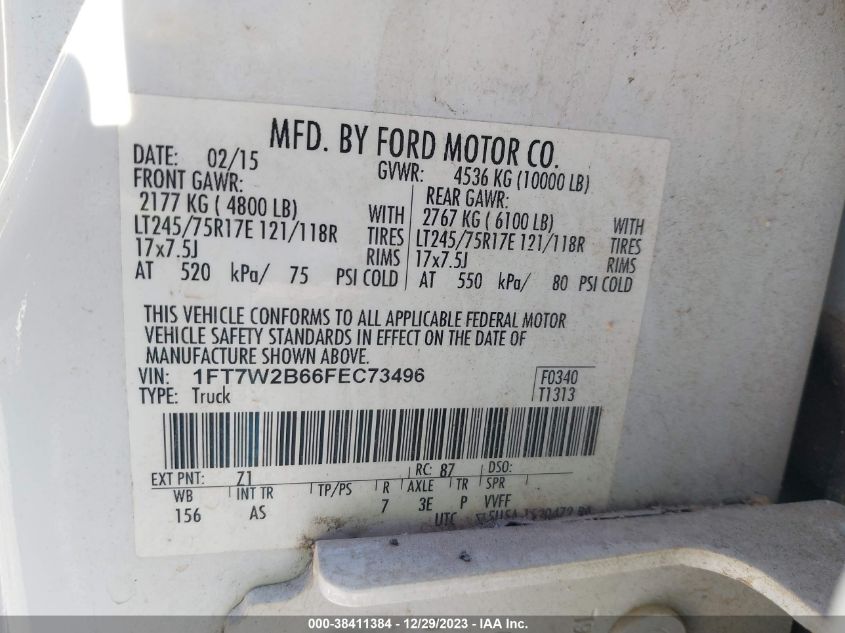 MFD. BY FORD MOTOR CO.
DATE: 02/15 GVWR: 4536 KG (10000 LB)
FRONT GAWR: REAR GAWR:
2177 KG ( 4800 LB) WITH 2767 KG ( 6100 LB) WITH
LT245/75R17E 121/118R TIRES LT245/75R17E 121/118R TIRES
17x7.5J RIMS 17x7.5J RIMS
AT 520 kPa/ 75 PSI COLD AT 550 kPa/ 80 PSI COLD
THIS VEHICLE CONFORMS TO ALL APPLICABLE FEDERAL MOTOR
VEHICLE SAFETY STANDARDS IN EFFECT ON THE DATE OF
MANUFACTURE SHOWN ABOVE.
VIN: 1FT7W2B66FEC73496 F0340
TYPE: Truck T1313
EXT PNT: Z1 RC: 87 DSO:
WB INT TR TP/PS R AXLE TR SPR
156 AS 7 3E P VVFF
UTC
000-38411384 - 12/29/2023 - IAA Inc.